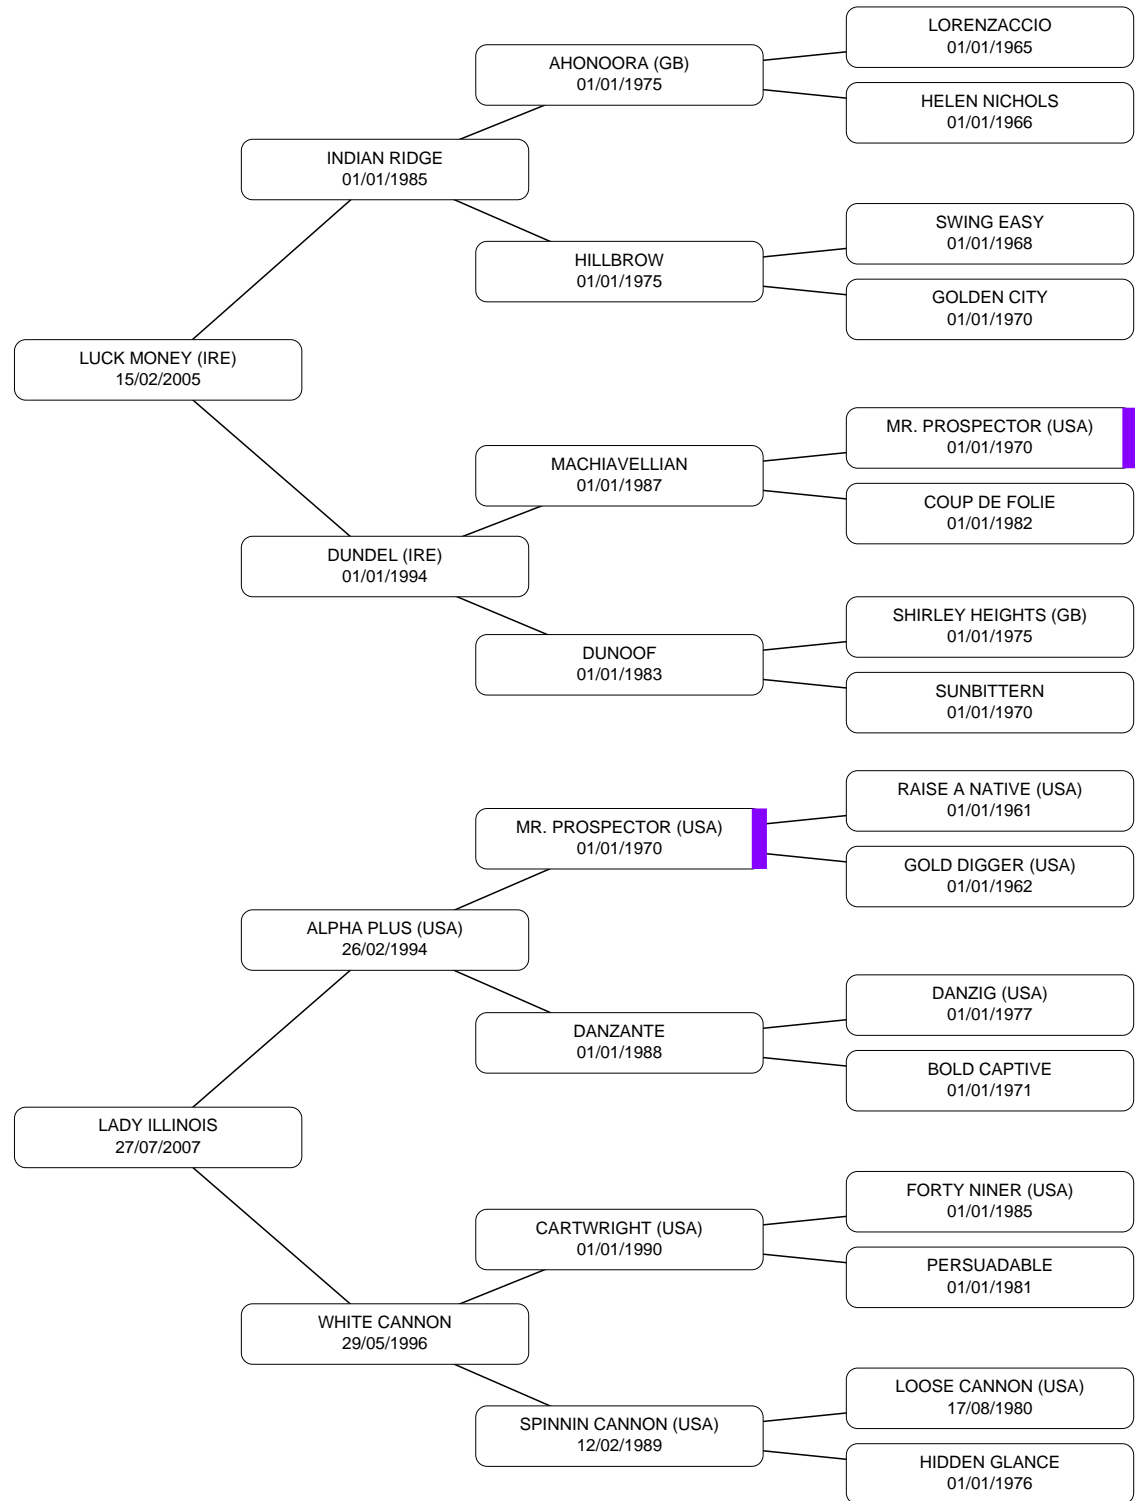 LORENZACCIO
01/01/1965
AHONOORA (GB)
01/01/1975
HELEN NICHOLS
01/01/1966
INDIAN RIDGE
01/01/1985
SWING EASY
01/01/1968
HILLBROW
01/01/1975
GOLDEN CITY
01/01/1970
LUCK MONEY (IRE)
15/02/2005
MR. PROSPECTOR (USA)
01/01/1970
MACHIAVELLIAN
01/01/1987
COUP DE FOLIE
01/01/1982
DUNDEL (IRE)
01/01/1994
SHIRLEY HEIGHTS (GB)
01/01/1975
DUNOOF
01/01/1983
SUNBITTERN
01/01/1970
RAISE A NATIVE (USA)
01/01/1961
MR. PROSPECTOR (USA)
01/01/1970
GOLD DIGGER (USA)
01/01/1962
ALPHA PLUS (USA)
26/02/1994
DANZIG (USA)
01/01/1977
DANZANTE
01/01/1988
BOLD CAPTIVE
01/01/1971
LADY ILLINOIS
27/07/2007
FORTY NINER (USA)
01/01/1985
CARTWRIGHT (USA)
01/01/1990
PERSUADABLE
01/01/1981
WHITE CANNON
29/05/1996
LOOSE CANNON (USA)
17/08/1980
SPINNIN CANNON (USA)
12/02/1989
HIDDEN GLANCE
01/01/1976